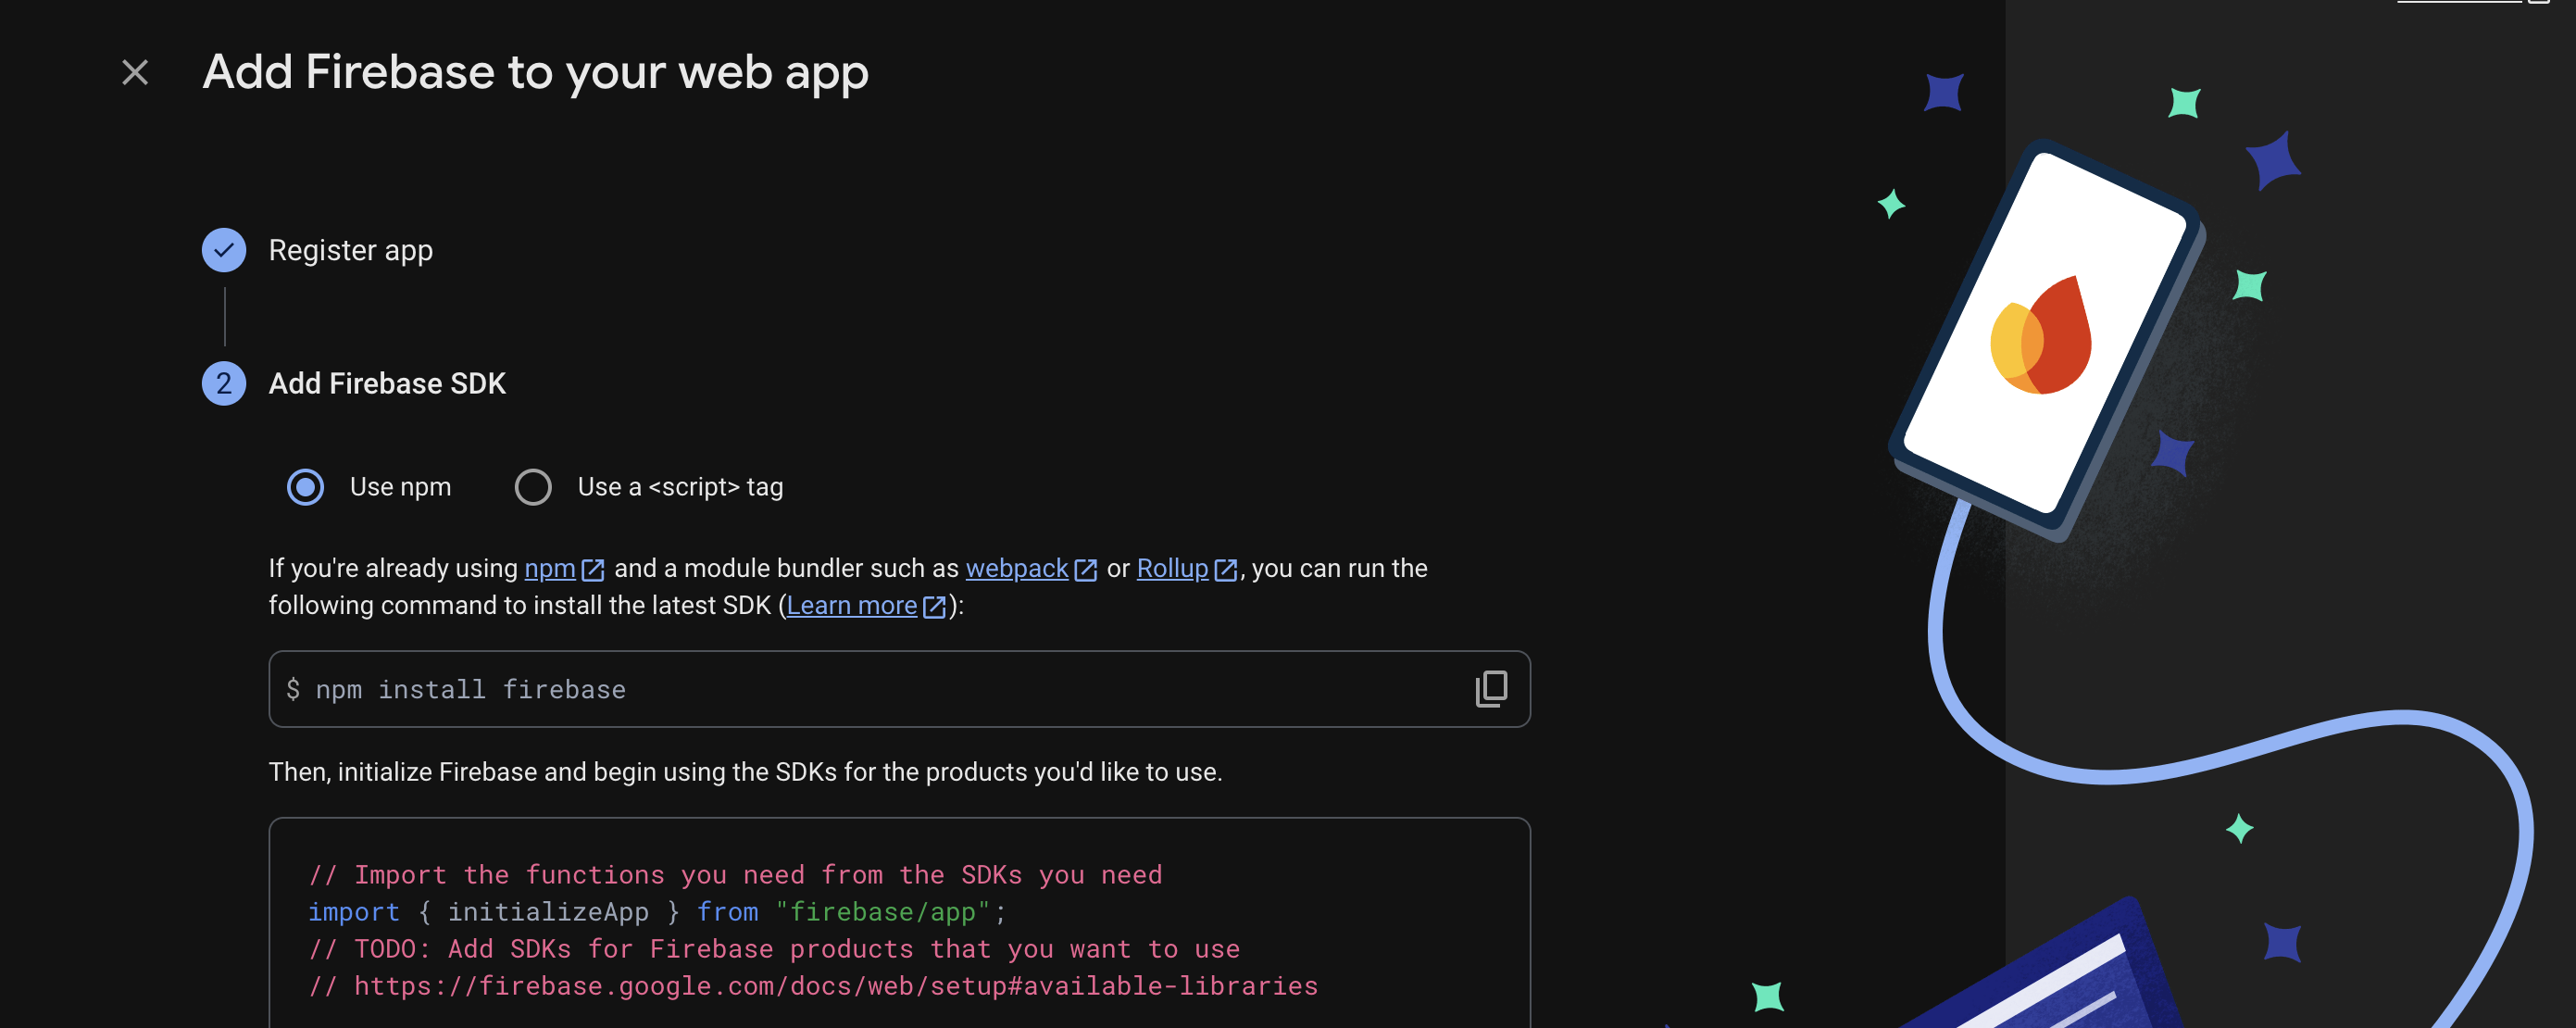 Add Firebase to your web app
Register app
2 Add Firebase SDK
Use npm Use a <script> tag
If you're already using npm and a module bundler such as webpack or Rollup, you can run the
following command to install the latest SDK (Learn more):
$ npm install firebase
Then, initialize Firebase and begin using the SDKs for the products you'd like to use.
// Import the functions you need from the SDKs you need
import { initializeApp } from "firebase/app";
// TODO: Add SDKs for Firebase products that you want to use
// https://firebase.google.com/docs/web/setup#available-libraries